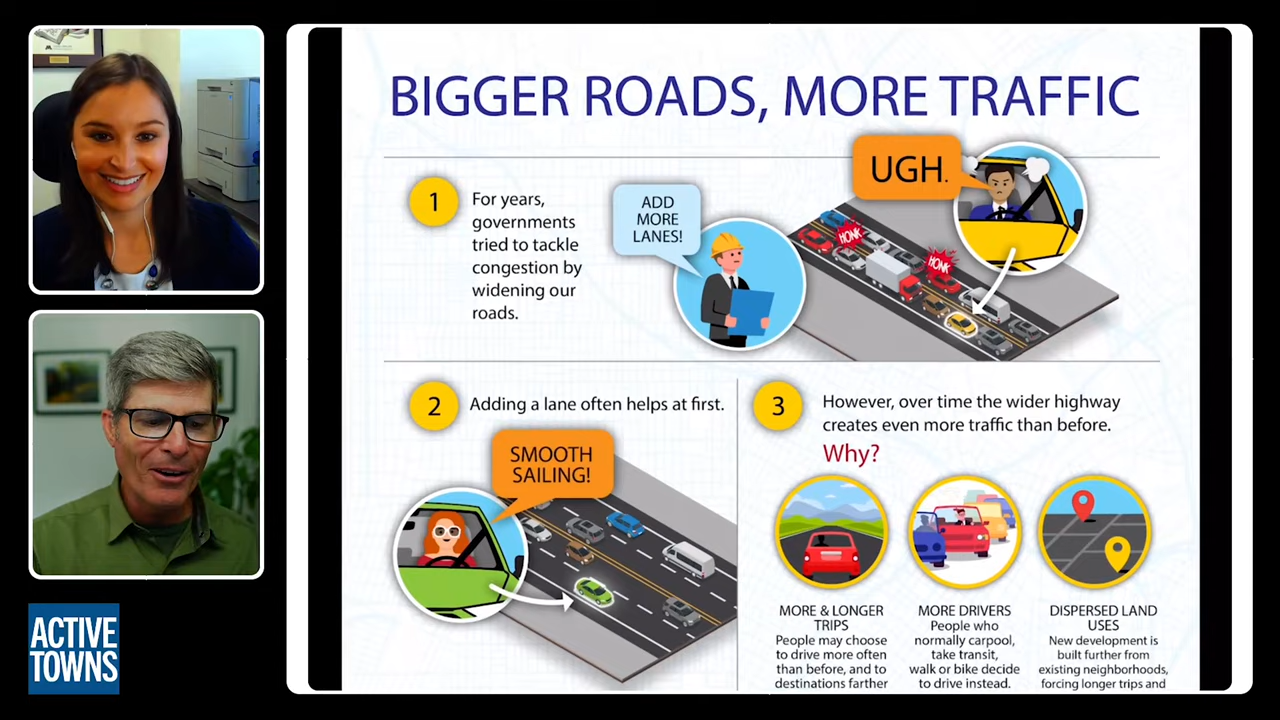 BIGGER ROADS, MORE TRAFFIC
1
For years,
governments
tried to tackle
congestion by
widening our
roads.
ADD
MORE
LANES!
HONK
HONK
UGH.
2
Adding a lane often helps at first.
SMOOTH
SAILING!
3
However, over time the wider highway
creates even more traffic than before.
Why?
MORE & LONGER
TRIPS
People may choose
to drive more often
than before, and to
destinations farther
MORE DRIVERS
People who
normally carpool,
take transit,
walk or bike decide
to drive instead.
DISPERSED LAND
USES
New development is
built further from
existing neighborhoods,
forcing longer trips and
ACTIVE
TOWNS